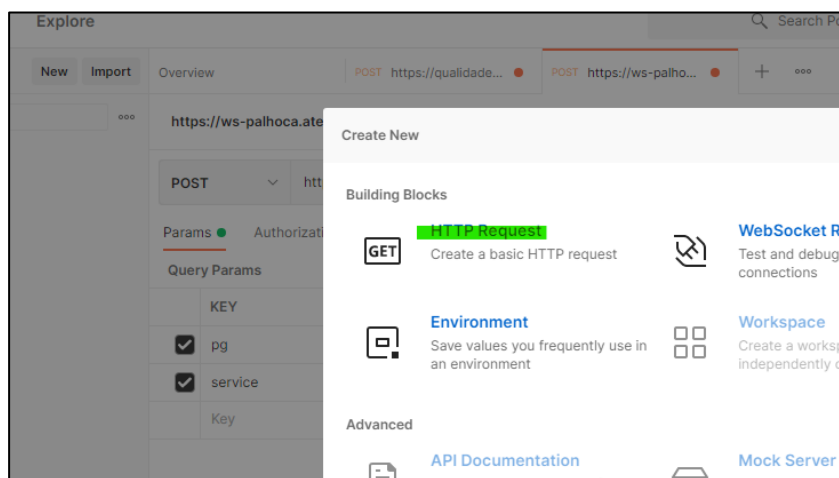 Explore
Search Po
New Import Overview POST https://qualidade... POST https://ws-palho...
https://ws-palhoca.ate
Create New
POST htt
Building Blocks
Params Authorizati
HTTP Request
WebSocket R
GET
Create a basic HTTP request
Test and debug
connections
Query Params
KEY
Environment
Workspace
pg
Save values you frequently use in
an environment
Create a worksp
independently o
service
Key
Advanced
API Documentation
Mock Server